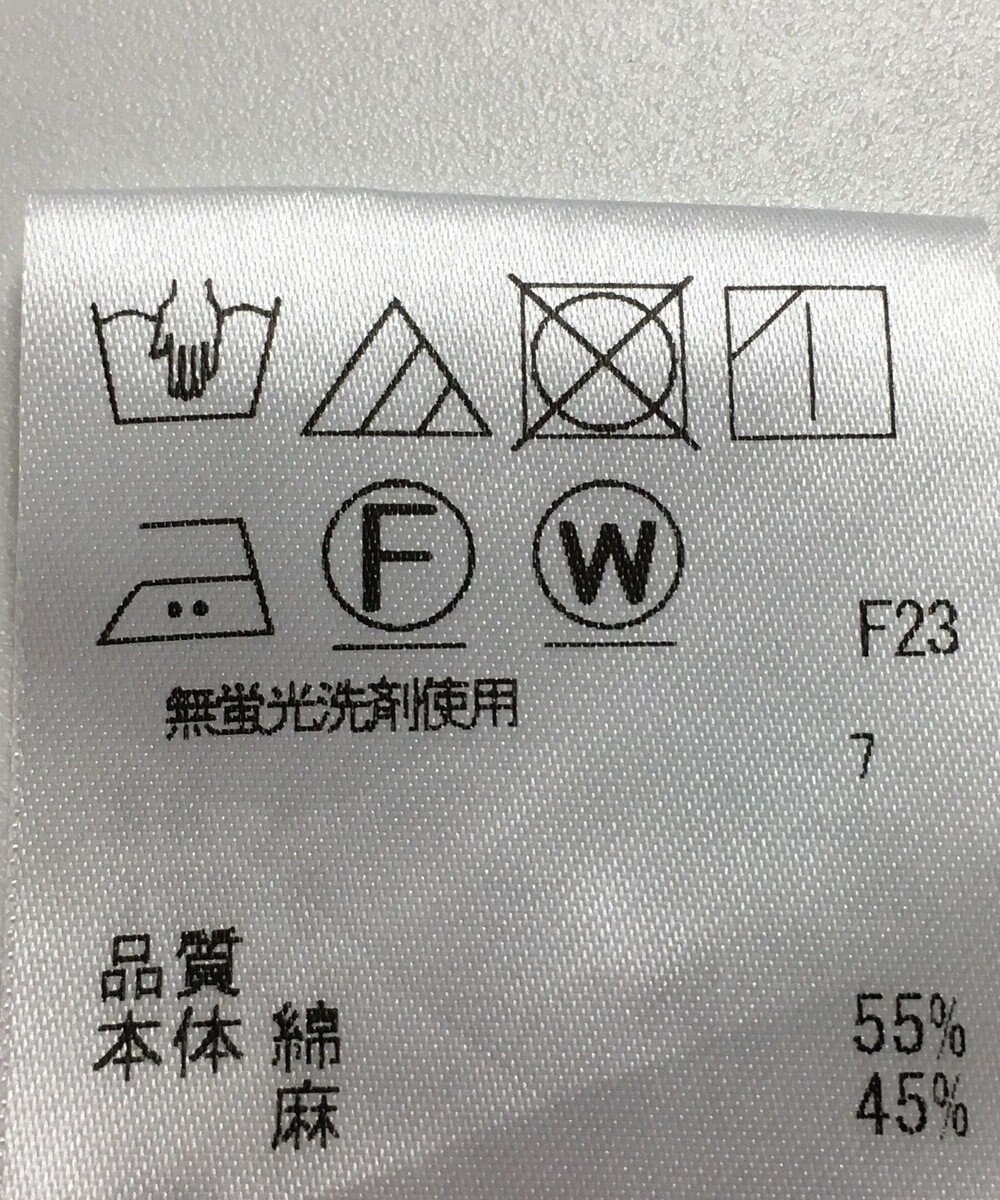 F W
F23
無蛍光洗剤使用
7
品質
本体 綿 55%
麻 45%